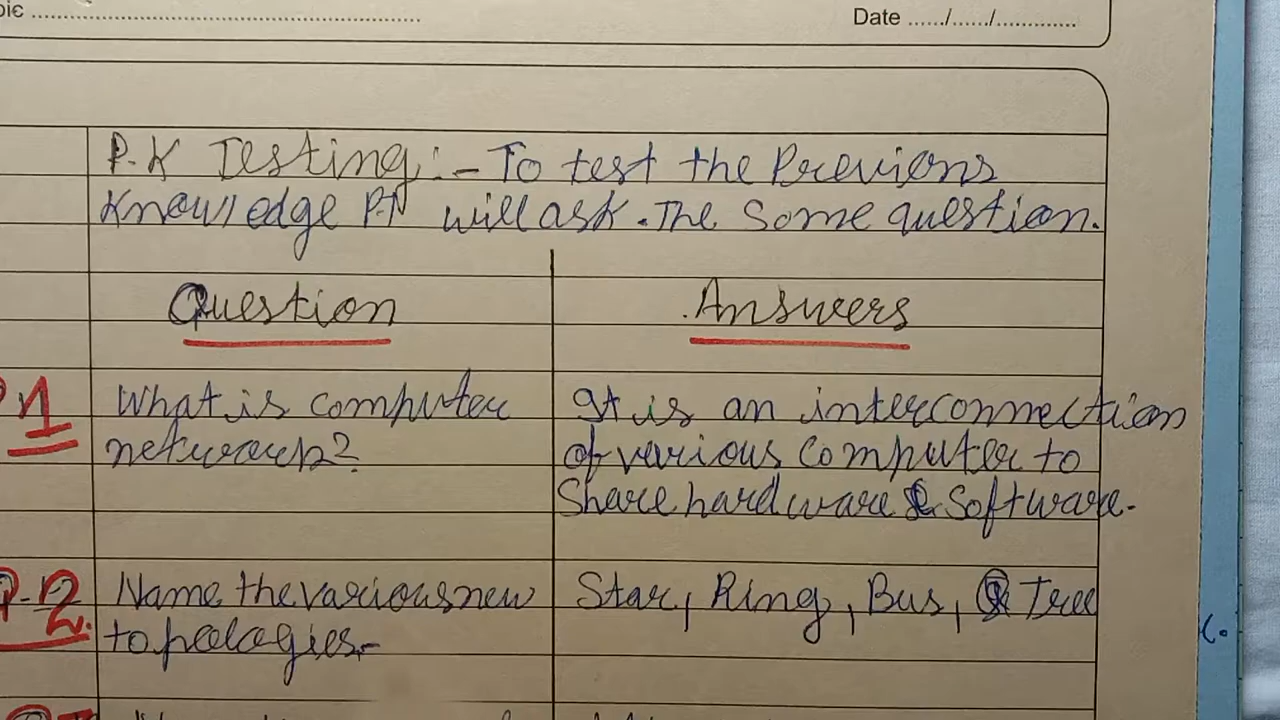 Date ....../....../.............
P.K Testing:- To test the Previons
Knowledge P.T will ask. The Some question.
Question
Answers
1
What is computer
network?
It is an interconnection
of various Computer to
Share hardware & Software.
2.
Name the various new
topologies.-
Star, Ring, Bus, & Tree